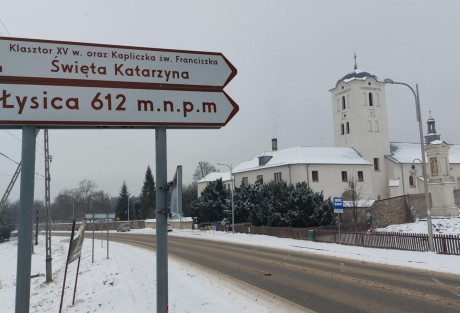 Klasztor XV w. oraz Kapliczka św. Franciszka
Święta Katarzyna
Łysica 612 m.n.p.m